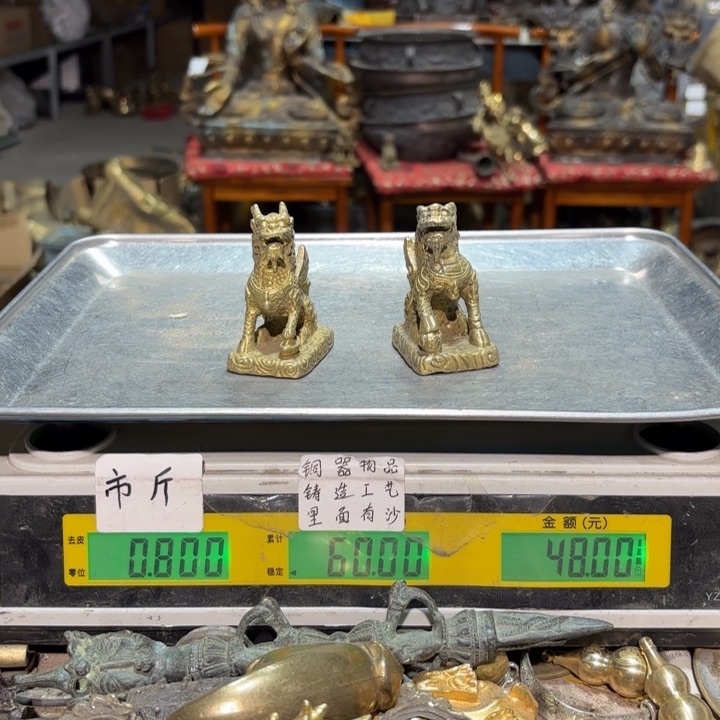 市斤
铜器物品
铸造工艺
里面有沙
金额(元)
去皮
零位
0.800
累计
稳定
60.00
48.00
YZ